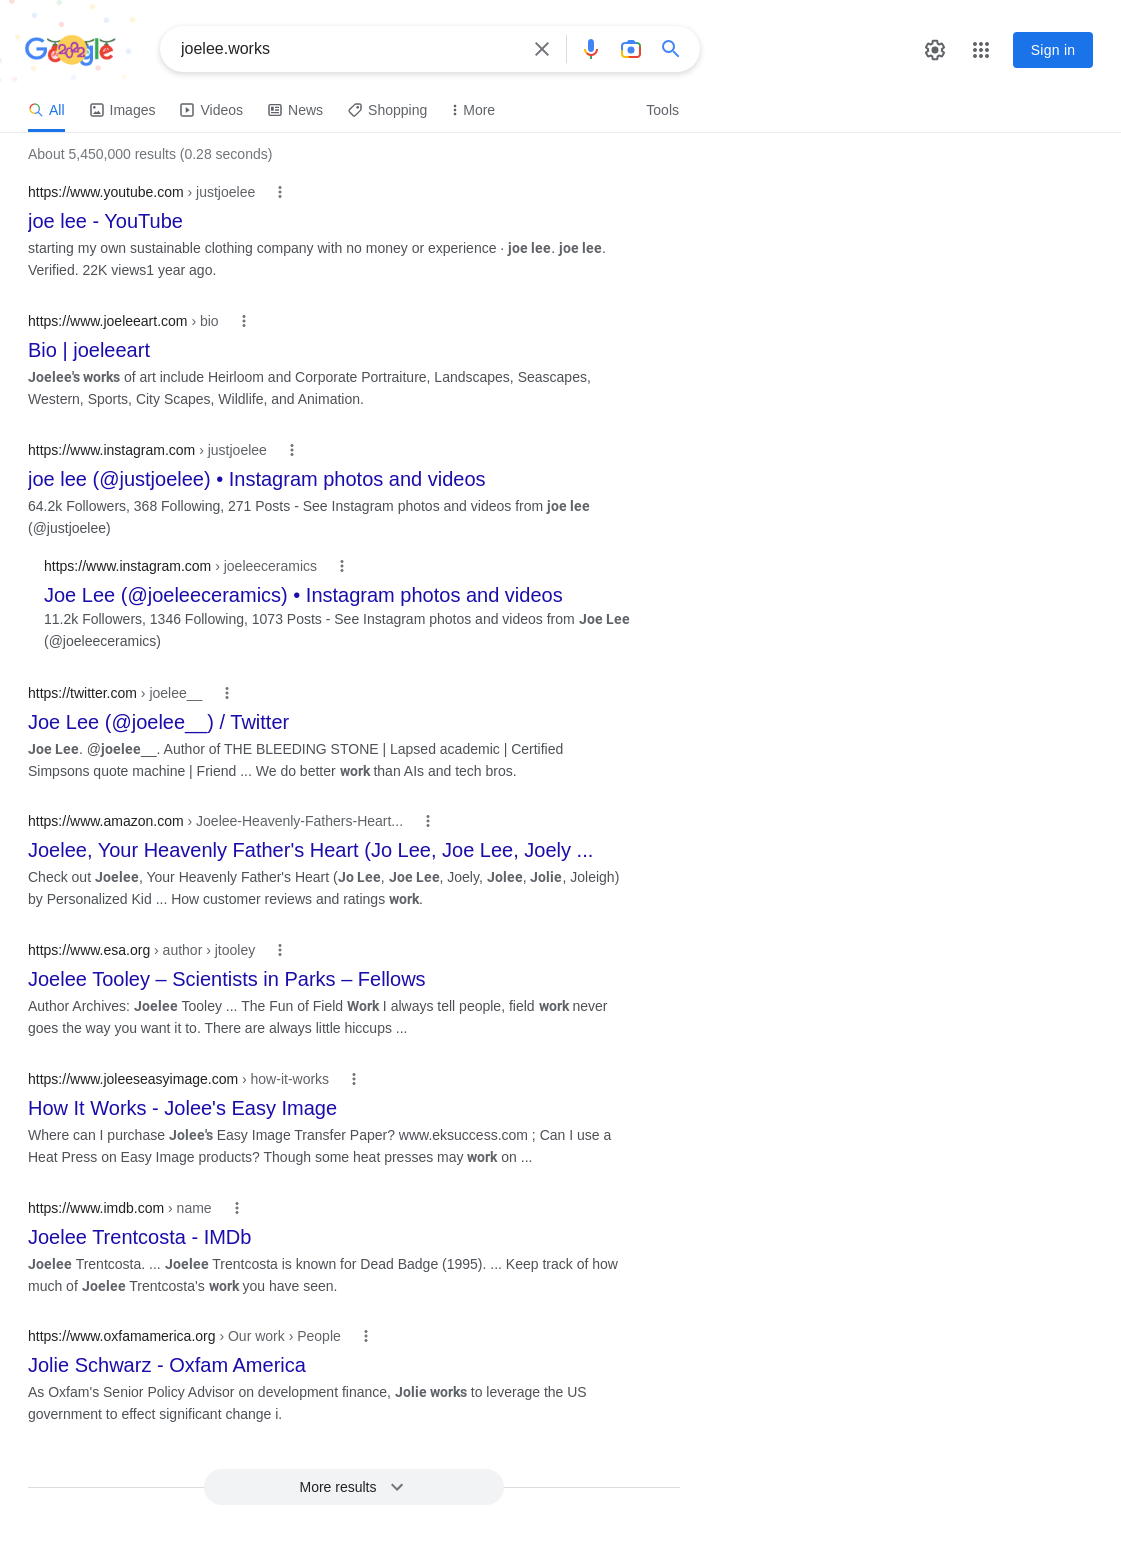 Google
joelee.works
Sign in
All
Images
Videos
News
Shopping
More
Tools
About 5,450,000 results (0.28 seconds)
https://www.youtube.com › justjoelee
joe lee - YouTube
starting my own sustainable clothing company with no money or experience · joe lee. joe lee.
Verified. 22K views1 year ago.
https://www.joeleeart.com › bio
Bio | joeleeart
Joelee's works of art include Heirloom and Corporate Portraiture, Landscapes, Seascapes,
Western, Sports, City Scapes, Wildlife, and Animation.
https://www.instagram.com › justjoelee
joe lee (@justjoelee) • Instagram photos and videos
64.2k Followers, 368 Following, 271 Posts - See Instagram photos and videos from joe lee
(@justjoelee)
https://www.instagram.com › joeleeceramics
Joe Lee (@joeleeceramics) • Instagram photos and videos
11.2k Followers, 1346 Following, 1073 Posts - See Instagram photos and videos from Joe Lee
(@joeleeceramics)
https://twitter.com › joelee__
Joe Lee (@joelee__) / Twitter
Joe Lee. @joelee__. Author of THE BLEEDING STONE | Lapsed academic | Certified
Simpsons quote machine | Friend ... We do better work than AIs and tech bros.
https://www.amazon.com › Joelee-Heavenly-Fathers-Heart...
Joelee, Your Heavenly Father's Heart (Jo Lee, Joe Lee, Joely ...
Check out Joelee, Your Heavenly Father's Heart (Jo Lee, Joe Lee, Joely, Jolee, Jolie, Joleigh)
by Personalized Kid ... How customer reviews and ratings work.
https://www.esa.org › author › jtooley
Joelee Tooley – Scientists in Parks – Fellows
Author Archives: Joelee Tooley ... The Fun of Field Work I always tell people, field work never
goes the way you want it to. There are always little hiccups ...
https://www.joleeseasyimage.com › how-it-works
How It Works - Jolee's Easy Image
Where can I purchase Jolee's Easy Image Transfer Paper? www.eksuccess.com ; Can I use a
Heat Press on Easy Image products? Though some heat presses may work on ...
https://www.imdb.com › name
Joelee Trentcosta - IMDb
Joelee Trentcosta. ... Joelee Trentcosta is known for Dead Badge (1995). ... Keep track of how
much of Joelee Trentcosta's work you have seen.
https://www.oxfamamerica.org › Our work › People
Jolie Schwarz - Oxfam America
As Oxfam's Senior Policy Advisor on development finance, Jolie works to leverage the US
government to effect significant change i.
More results